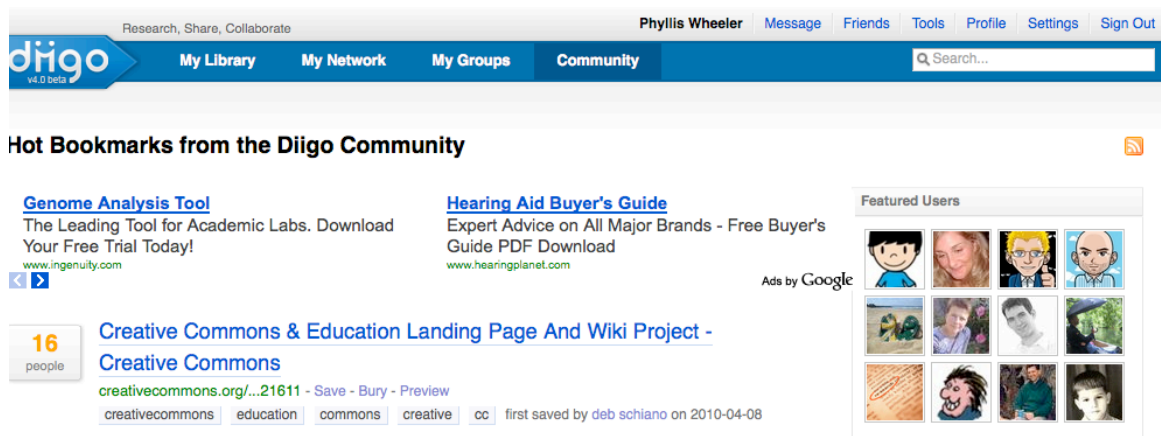 Research, Share, Collaborate
Phyllis Wheeler Message Friends Tools Profile Settings Sign Out
diigo
v4.0 beta
My Library My Network My Groups Community
Search...
Hot Bookmarks from the Diigo Community
Genome Analysis Tool
The Leading Tool for Academic Labs. Download
Your Free Trial Today!
www.ingenuity.com
Hearing Aid Buyer's Guide
Expert Advice on All Major Brands - Free Buyer's
Guide PDF Download
www.hearingplanet.com
Ads by Google
Featured Users
16
people
Creative Commons & Education Landing Page And Wiki Project -
Creative Commons
creativecommons.org/...21611 - Save - Bury - Preview
creativecommons education commons creative cc first saved by deb schiano on 2010-04-08